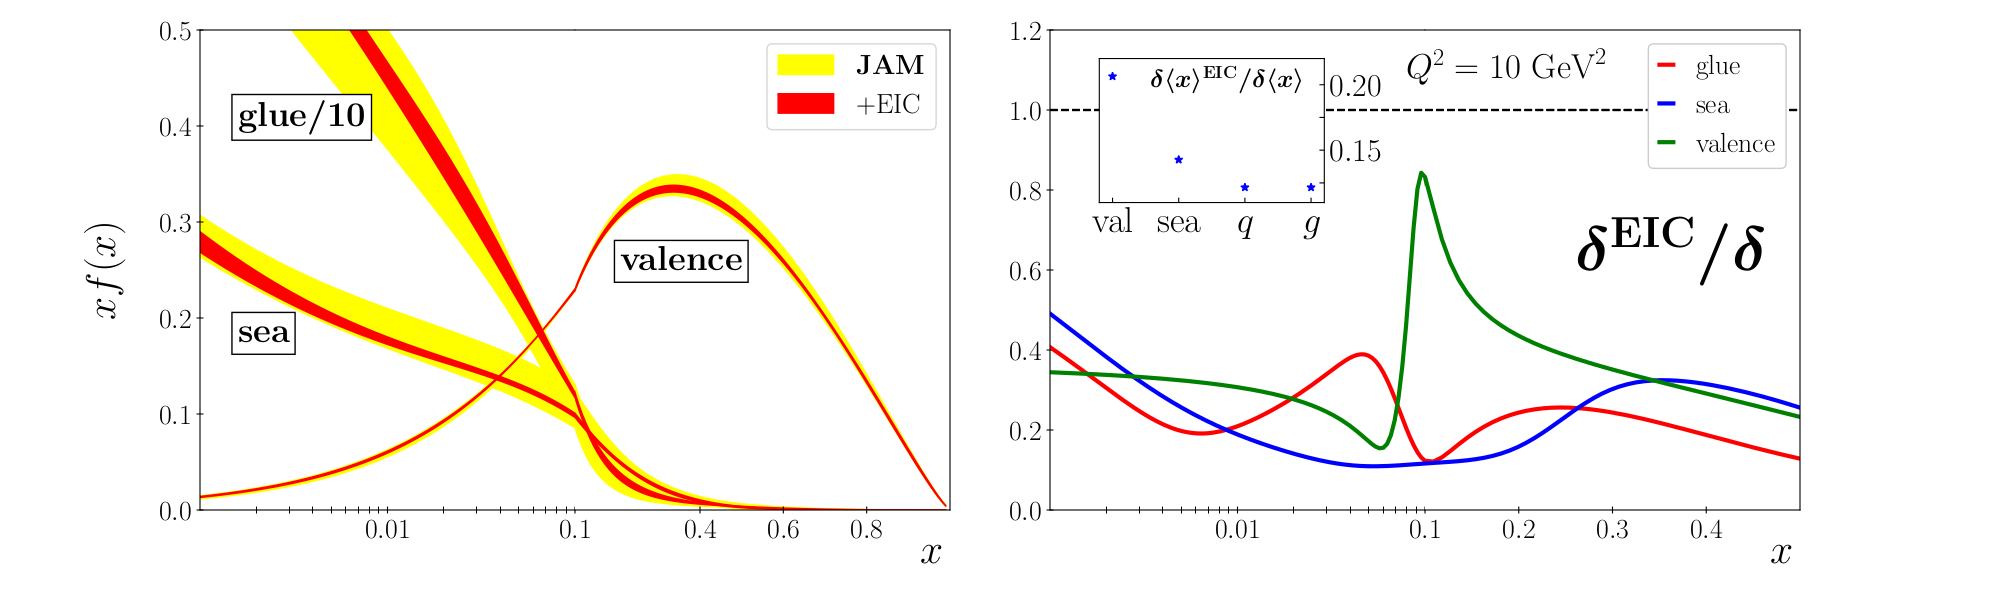 0.5
0.4
0.3
0.2
0.1
0.0
x f(x)
JAM
+EIC
glue/10
valence
sea
0.01
0.1
0.4
0.6
0.8
x
1.2
1.0
0.8
0.6
0.4
0.2
0.0
δ⟨x⟩^EIC/δ⟨x⟩
0.20
0.15
val
sea
q
g
Q² = 10 GeV²
glue
sea
valence
δ^EIC/δ
0.01
0.1
0.2
0.3
0.4
x